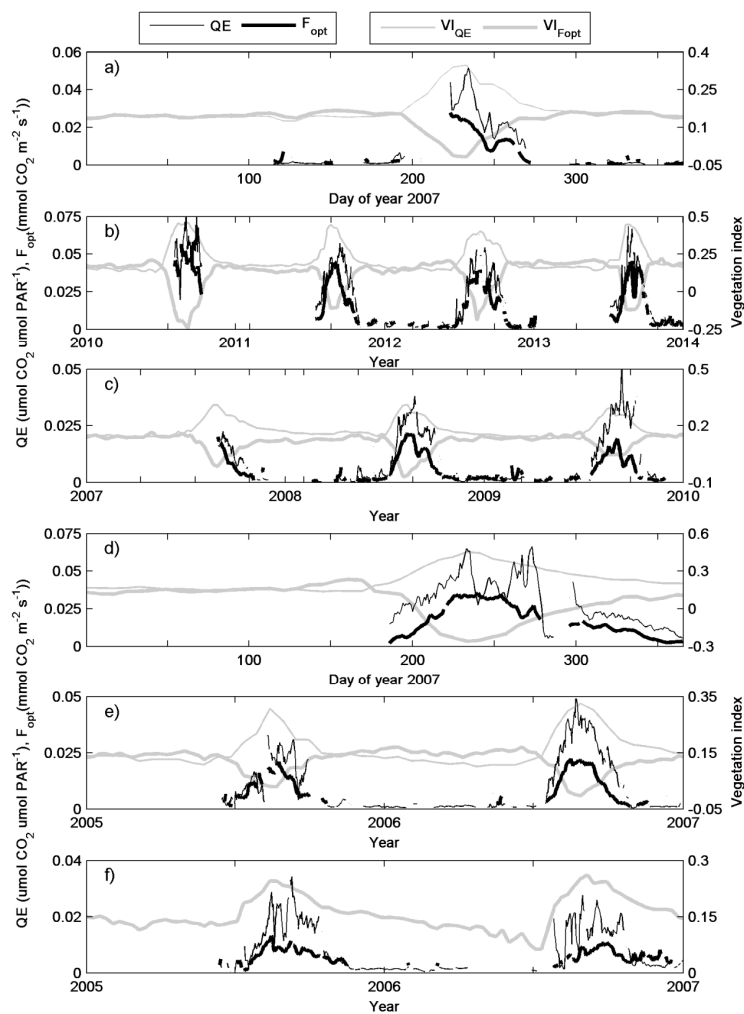 QE F_opt VI_QE VI_Fopt
a)
0.06 0.4
0.04 0.25
0.02 0.1
0 -0.05
100 200 300
Day of year 2007
b)
0.075 0.5
0.05 0.25
0.025 0
0 -0.25
2010 2011 2012 2013 2014
Year
c)
0.05 0.5
0.025 0.2
0 -0.1
2007 2008 2009 2010
Year
QE (umol CO₂ umol PAR⁻¹), F_opt(mmol CO₂ m⁻² s⁻¹)
Vegetation index
d)
0.075 0.6
0.05 0.3
0.025 0
0 -0.3
100 200 300
Day of year 2007
e)
0.05 0.35
0.025 0.15
0 -0.05
2005 2006 2007
Year
f)
0.04 0.3
0.02 0.15
0 0
2005 2006 2007
Year
QE (umol CO₂ umol PAR⁻¹), F_opt(mmol CO₂ m⁻² s⁻¹)
Vegetation index